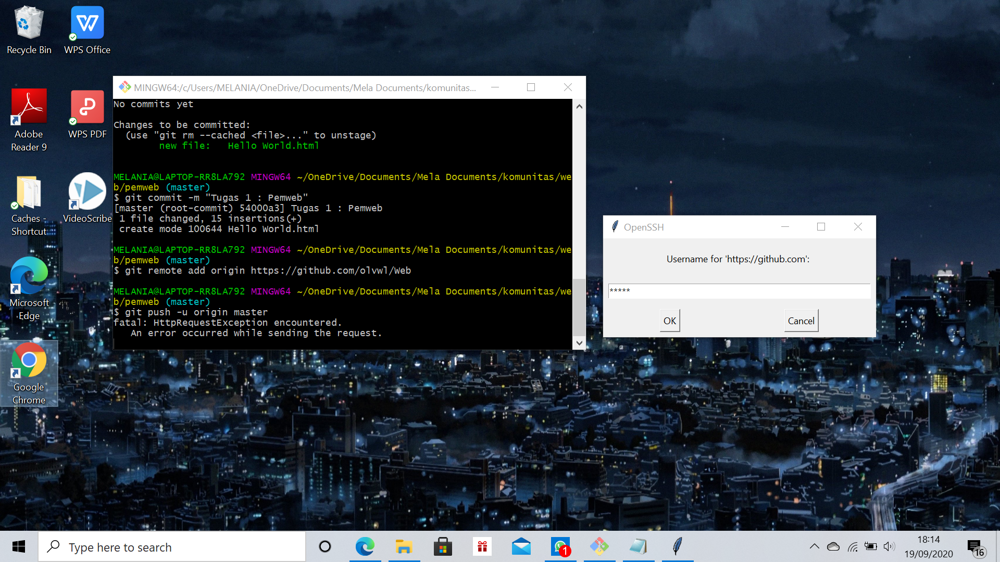 Recycle Bin
WPS Office
Adobe
Reader 9
WPS PDF
Caches -
Shortcut
VideoScribe
Microsoft
Edge
Google
Chrome
MINGW64:/c/Users/MELANIA/OneDrive/Documents/Mela Documents/komunitas...
No commits yet
Changes to be committed:
  (use "git rm --cached <file>..." to unstage)
        new file:   Hello World.html
MELANIA@LAPTOP-RR8LA792 MINGW64 ~/OneDrive/Documents/Mela Documents/komunitas/we
b/pemweb (master)
$ git commit -m "Tugas 1 : Pemweb"
[master (root-commit) 54000a3] Tugas 1 : Pemweb
 1 file changed, 15 insertions(+)
 create mode 100644 Hello World.html
MELANIA@LAPTOP-RR8LA792 MINGW64 ~/OneDrive/Documents/Mela Documents/komunitas/we
b/pemweb (master)
$ git remote add origin https://github.com/olvwl/Web
MELANIA@LAPTOP-RR8LA792 MINGW64 ~/OneDrive/Documents/Mela Documents/komunitas/we
b/pemweb (master)
$ git push -u origin master
fatal: HttpRequestException encountered.
   An error occurred while sending the request.
OpenSSH
Username for 'https://github.com':
*****
OK
Cancel
Type here to search
1
18:14
19/09/2020
16